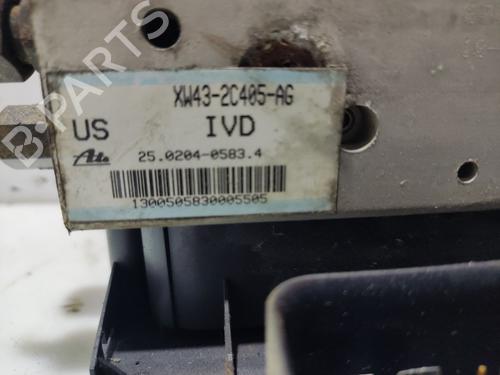 XW43-2C405-AG
US IVD
Ate 25.0204-0583.4
1300505830005505
B PARTS